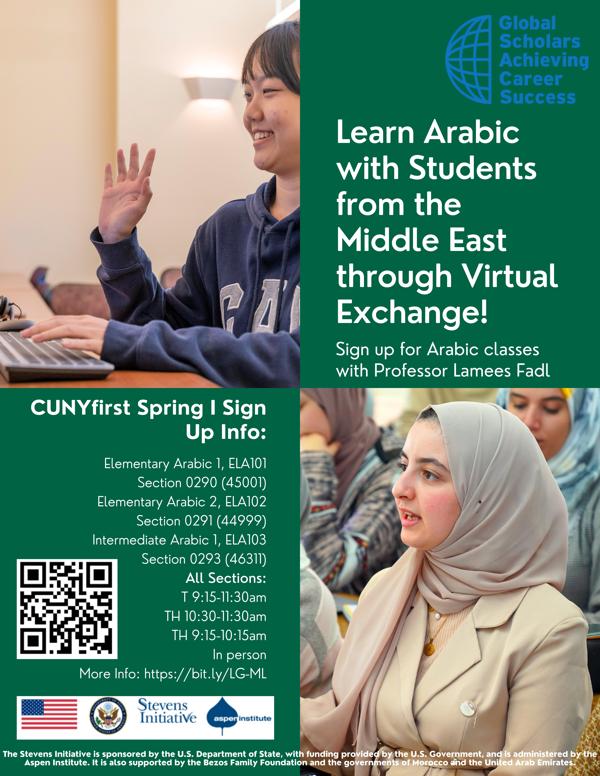 Global
Scholars
Achieving
Career
Success
Learn Arabic
with Students
from the
Middle East
through Virtual
Exchange!
Sign up for Arabic classes
with Professor Lamees Fadl
CUNYfirst Spring I Sign
Up Info:
Elementary Arabic 1, ELA101
Section 0290 (45001)
Elementary Arabic 2, ELA102
Section 0291 (44999)
Intermediate Arabic 1, ELA103
Section 0293 (46311)
All Sections:
T 9:15-11:30am
TH 10:30-11:30am
TH 9:15-10:15am
In person
More Info: https://bit.ly/LG-ML
Stevens
Initiative
aspeninstitute
The Stevens Initiative is sponsored by the U.S. Department of State, with funding provided by the U.S. Government, and is administered by the
Aspen Institute. It is also supported by the Bezos Family Foundation and the governments of Morocco and the United Arab Emirates.